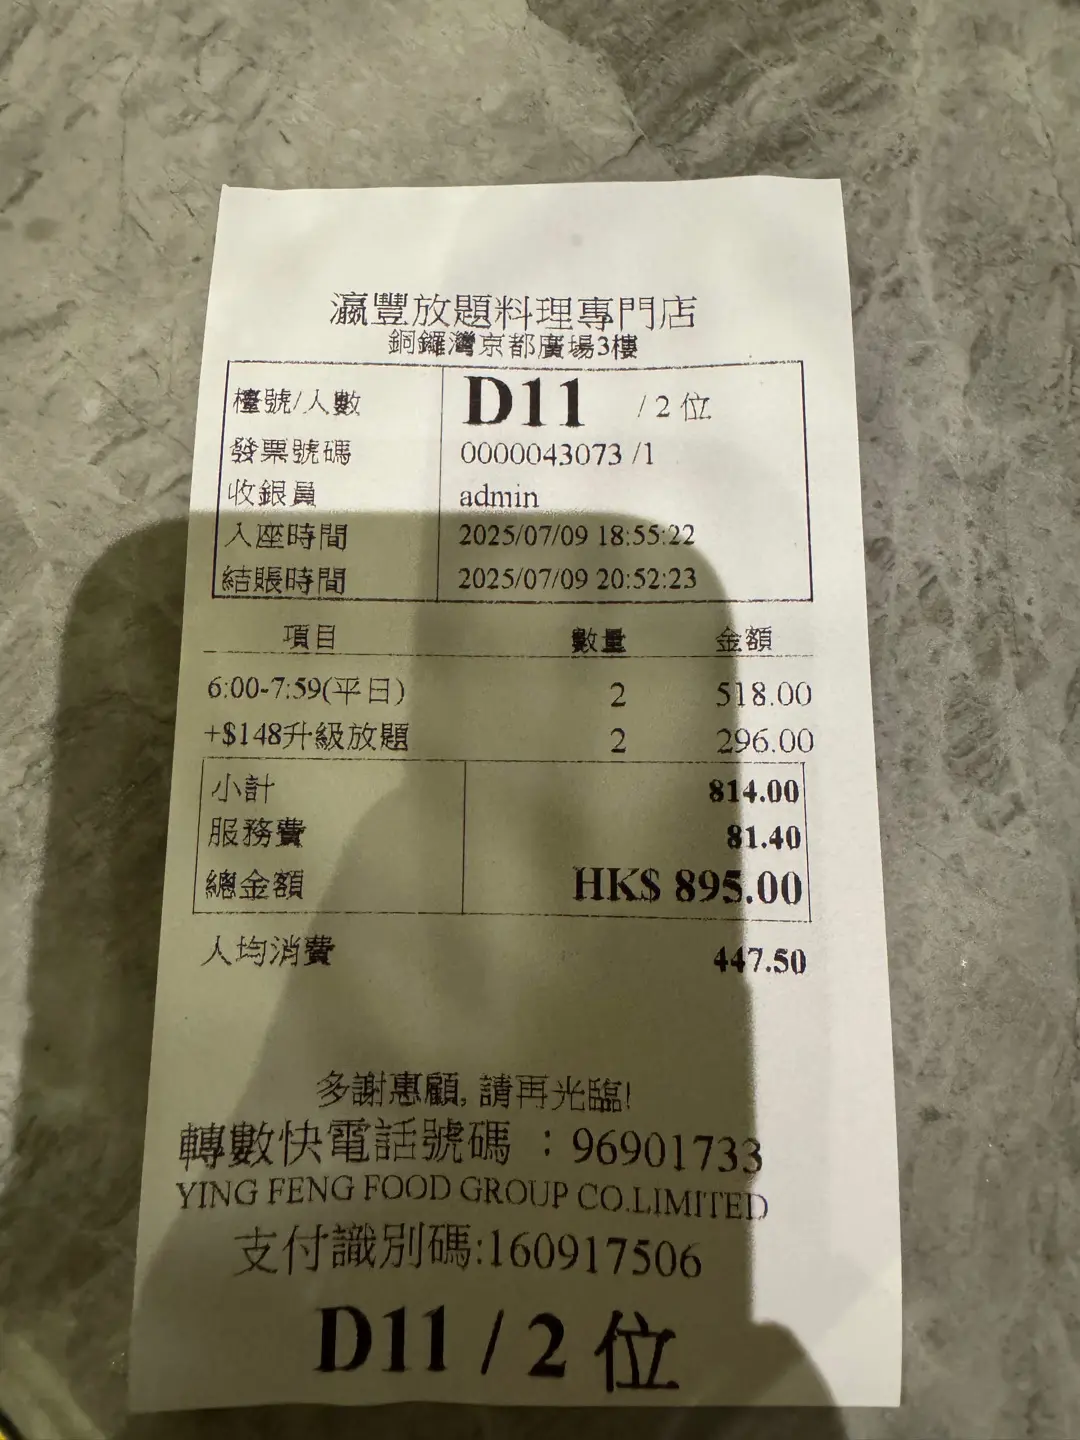 瀛豐放題料理專門店
銅鑼灣京都廣場3樓
檯號/人數 D11 / 2 位
發票號碼 0000043073 /1
收銀員 admin
入座時間 2025/07/09 18:55:22
結賬時間 2025/07/09 20:52:23
項目 數量 金額
6:00-7:59(平日) 2 518.00
+$148升級放題 2 296.00
小計 814.00
服務費 81.40
總金額 HK$ 895.00
人均消費 447.50
多謝惠顧, 請再光臨!
轉數快電話號碼 : 96901733
YING FENG FOOD GROUP CO.LIMITED
支付識別碼:160917506
D11 / 2 位